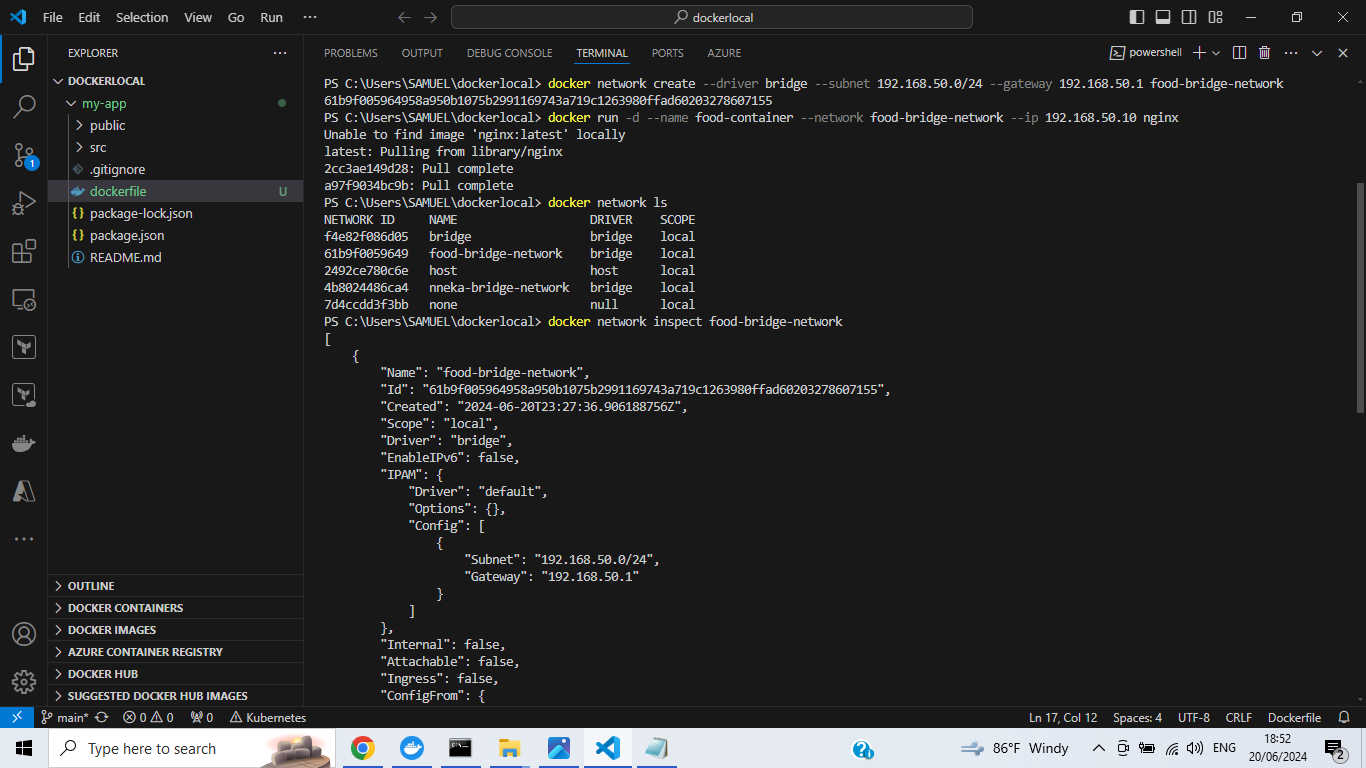 File Edit Selection View Go Run ···
dockerlocal
EXPLORER ···
DOCKERLOCAL
my-app
public
src
.gitignore
dockerfile U
package-lock.json
package.json
README.md
OUTLINE
DOCKER CONTAINERS
DOCKER IMAGES
AZURE CONTAINER REGISTRY
DOCKER HUB
SUGGESTED DOCKER HUB IMAGES
1
PROBLEMS OUTPUT DEBUG CONSOLE TERMINAL PORTS AZURE powershell
PS C:\Users\SAMUEL\dockerlocal> docker network create --driver bridge --subnet 192.168.50.0/24 --gateway 192.168.50.1 food-bridge-network
61b9f005964958a950b1075b2991169743a719c1263980ffad60203278607155
PS C:\Users\SAMUEL\dockerlocal> docker run -d --name food-container --network food-bridge-network --ip 192.168.50.10 nginx
Unable to find image 'nginx:latest' locally
latest: Pulling from library/nginx
2cc3ae149d28: Pull complete
a97f9034bc9b: Pull complete
PS C:\Users\SAMUEL\dockerlocal> docker network ls
NETWORK ID NAME DRIVER SCOPE
f4e82f086d05 bridge bridge local
61b9f0059649 food-bridge-network bridge local
2492ce780c6e host host local
4b8024486ca4 nneka-bridge-network bridge local
7d4ccdd3f3bb none null local
PS C:\Users\SAMUEL\dockerlocal> docker network inspect food-bridge-network
[
{
"Name": "food-bridge-network",
"Id": "61b9f005964958a950b1075b2991169743a719c1263980ffad60203278607155",
"Created": "2024-06-20T23:27:36.906188756Z",
"Scope": "local",
"Driver": "bridge",
"EnableIPv6": false,
"IPAM": {
"Driver": "default",
"Options": {},
"Config": [
{
"Subnet": "192.168.50.0/24",
"Gateway": "192.168.50.1"
}
]
},
"Internal": false,
"Attachable": false,
"Ingress": false,
"ConfigFrom": {
main* 0 0 0 Kubernetes Ln 17, Col 12 Spaces: 4 UTF-8 CRLF Dockerfile
Type here to search 86°F Windy ENG 18:52
20/06/2024 2